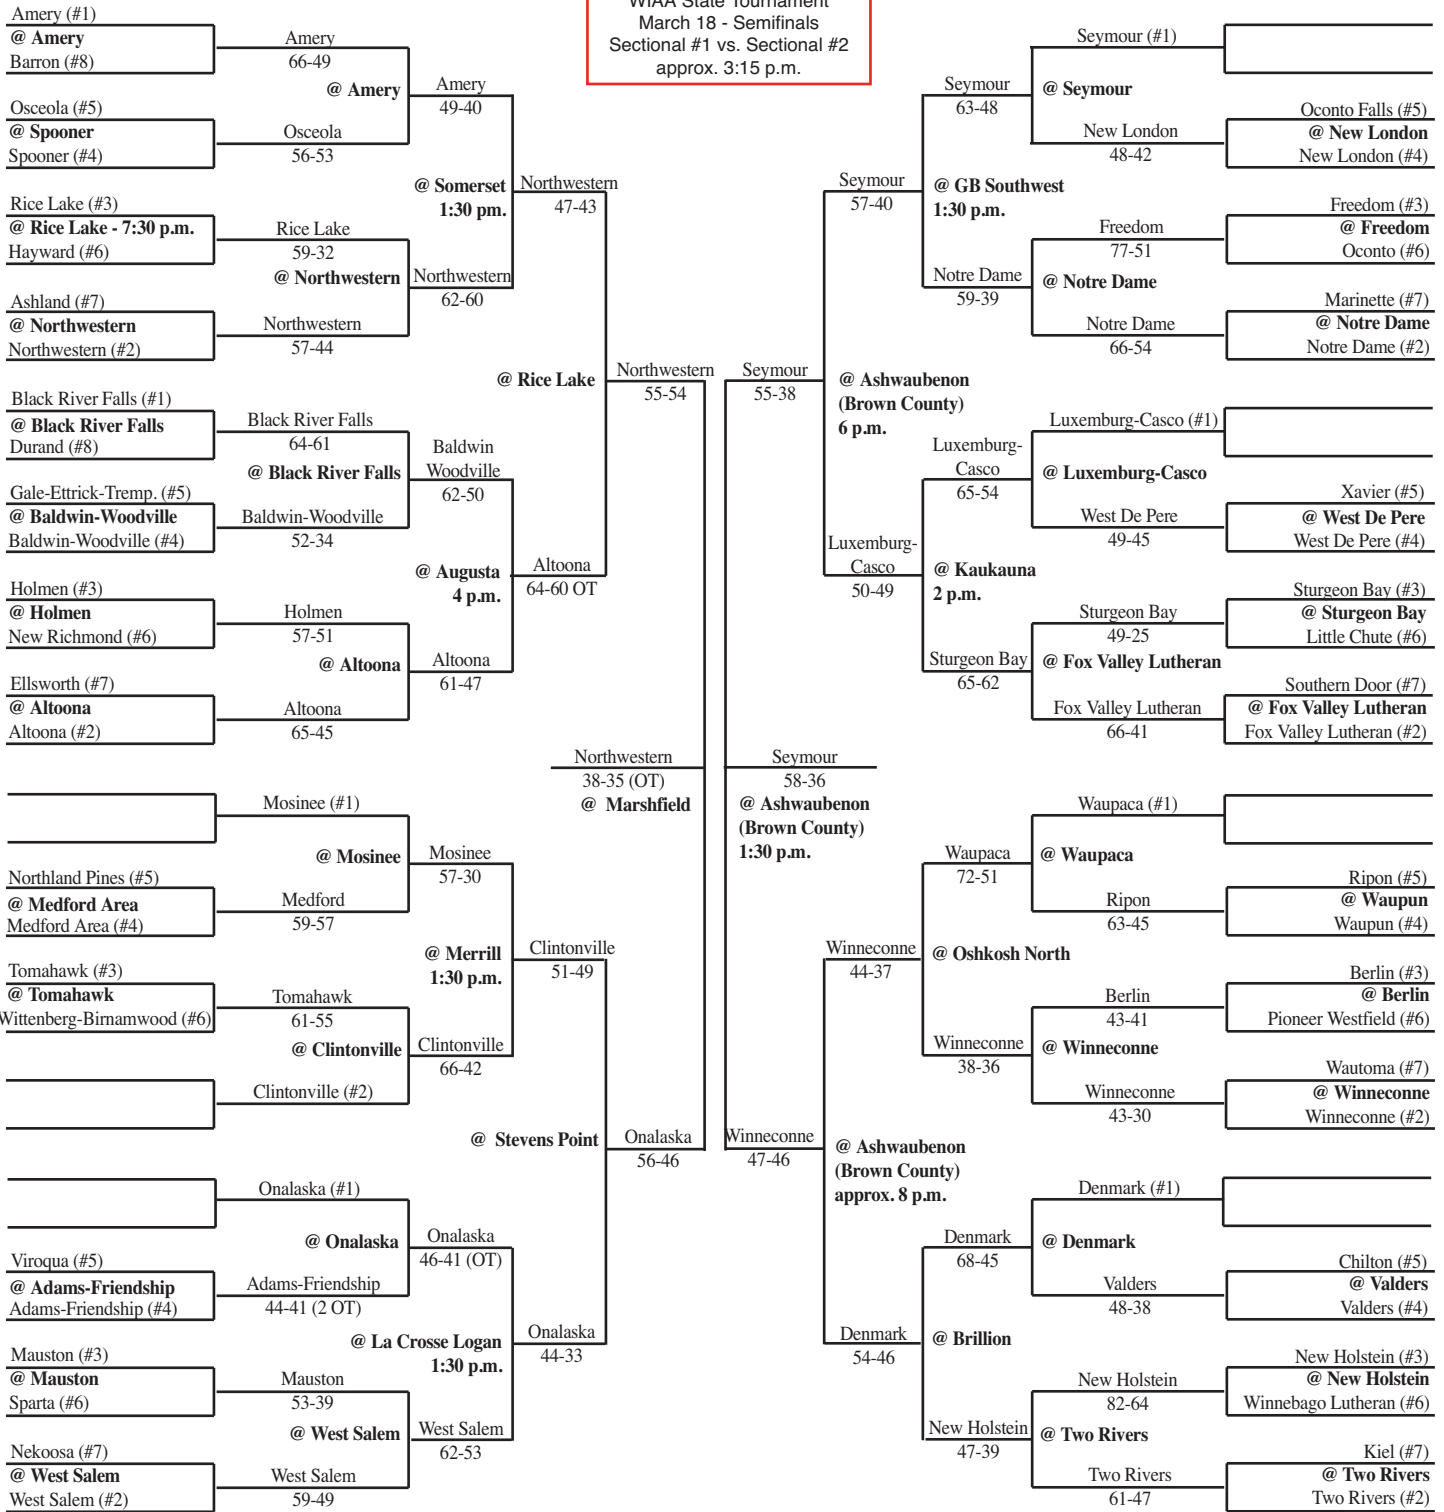 WIAA State Tournament
March 18 - Semifinals
Sectional #1 vs. Sectional #2
approx. 3:15 p.m.
Amery (#1)
@ Amery
Barron (#8)
Osceola (#5)
@ Spooner
Spooner (#4)
Rice Lake (#3)
@ Rice Lake - 7:30 p.m.
Hayward (#6)
Ashland (#7)
@ Northwestern
Northwestern (#2)
Black River Falls (#1)
@ Black River Falls
Durand (#8)
Gale-Ettrick-Tremp. (#5)
@ Baldwin-Woodville
Baldwin-Woodville (#4)
Holmen (#3)
@ Holmen
New Richmond (#6)
Ellsworth (#7)
@ Altoona
Altoona (#2)
Northland Pines (#5)
@ Medford Area
Medford Area (#4)
Tomahawk (#3)
@ Tomahawk
Wittenberg-Birnamwood (#6)
Viroqua (#5)
@ Adams-Friendship
Adams-Friendship (#4)
Mauston (#3)
@ Mauston
Sparta (#6)
Nekoosa (#7)
@ West Salem
West Salem (#2)
Amery
66-49
@ Amery
Osceola
56-53
Rice Lake
59-32
@ Northwestern
Northwestern
57-44
Black River Falls
64-61
@ Black River Falls
Baldwin-Woodville
52-34
Holmen
57-51
@ Altoona
Altoona
65-45
Mosinee (#1)
@ Mosinee
Medford
59-57
Tomahawk
61-55
@ Clintonville
Clintonville (#2)
Onalaska (#1)
@ Onalaska
Adams-Friendship
44-41 (2 OT)
Mauston
53-39
@ West Salem
West Salem
59-49
Amery
49-40
@ Somerset
1:30 pm.
Northwestern
62-60
Baldwin
Woodville
62-50
@ Augusta
4 p.m.
Altoona
61-47
Mosinee
57-30
@ Merrill
1:30 p.m.
Clintonville
66-42
Onalaska
46-41 (OT)
@ La Crosse Logan
1:30 p.m.
West Salem
62-53
Northwestern
47-43
@ Rice Lake
Altoona
64-60 OT
Clintonville
51-49
@ Stevens Point
Onalaska
44-33
Northwestern
55-54
Northwestern
38-35 (OT)
@ Marshfield
Onalaska
56-46
Seymour
55-38
Seymour
58-36
@ Ashwaubenon
(Brown County)
1:30 p.m.
Winneconne
47-46
Seymour
57-40
@ Ashwaubenon
(Brown County)
6 p.m.
Luxemburg-
Casco
50-49
Winneconne
44-37
@ Ashwaubenon
(Brown County)
approx. 8 p.m.
Denmark
54-46
Seymour
63-48
@ GB Southwest
1:30 p.m.
Notre Dame
59-39
Luxemburg-
Casco
65-54
@ Kaukauna
2 p.m.
Sturgeon Bay
65-62
Waupaca
72-51
@ Oshkosh North
Winneconne
38-36
Denmark
68-45
@ Brillion
New Holstein
47-39
Seymour (#1)
@ Seymour
New London
48-42
Freedom
77-51
@ Notre Dame
Notre Dame
66-54
Luxemburg-Casco (#1)
@ Luxemburg-Casco
West De Pere
49-45
Sturgeon Bay
49-25
@ Fox Valley Lutheran
Fox Valley Lutheran
66-41
Waupaca (#1)
@ Waupaca
Ripon
63-45
Berlin
43-41
@ Winneconne
Winneconne
43-30
Denmark (#1)
@ Denmark
Valders
48-38
New Holstein
82-64
@ Two Rivers
Two Rivers
61-47
Oconto Falls (#5)
@ New London
New London (#4)
Freedom (#3)
@ Freedom
Oconto (#6)
Marinette (#7)
@ Notre Dame
Notre Dame (#2)
Xavier (#5)
@ West De Pere
West De Pere (#4)
Sturgeon Bay (#3)
@ Sturgeon Bay
Little Chute (#6)
Southern Door (#7)
@ Fox Valley Lutheran
Fox Valley Lutheran (#2)
Ripon (#5)
@ Waupun
Waupun (#4)
Berlin (#3)
@ Berlin
Pioneer Westfield (#6)
Wautoma (#7)
@ Winneconne
Winneconne (#2)
Chilton (#5)
@ Valders
Valders (#4)
New Holstein (#3)
@ New Holstein
Winnebago Lutheran (#6)
Kiel (#7)
@ Two Rivers
Two Rivers (#2)